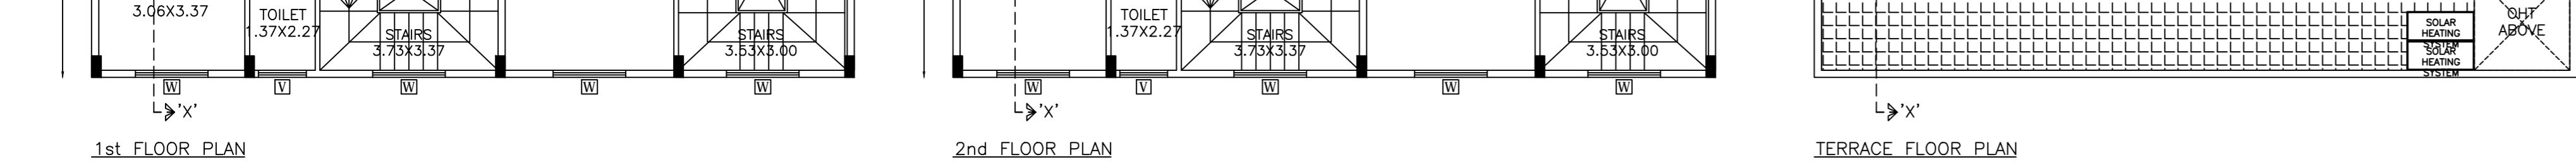 3.06X3.37
TOILET
1.37X2.27
STAIRS
3.73X3.37
STAIRS
3.53X3.00
W
V
W
W
W
'X'
1st FLOOR PLAN
TOILET
1.37X2.27
STAIRS
3.73X3.37
STAIRS
3.53X3.00
W
V
W
W
W
'X'
2nd FLOOR PLAN
SOLAR
HEATING
SYSTEM
SOLAR
HEATING
SYSTEM
OHT
ABOVE
'X'
TERRACE FLOOR PLAN